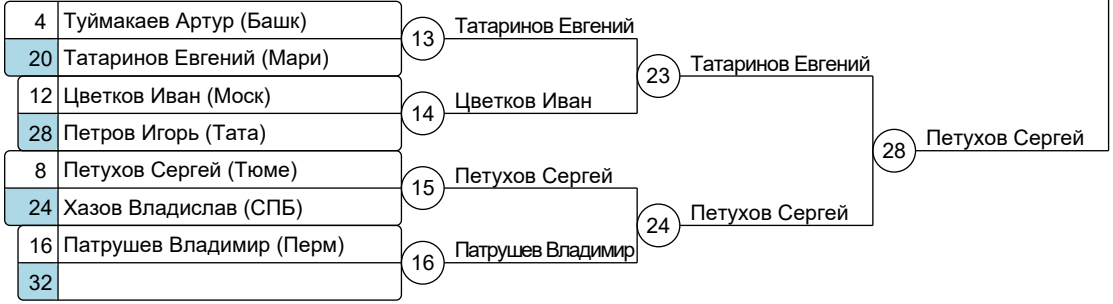 4 Туймакаев Артур (Башк)
20 Татаринов Евгений (Мари)
12 Цветков Иван (Моск)
28 Петров Игорь (Тата)
8 Петухов Сергей (Тюме)
24 Хазов Владислав (СПБ)
16 Патрушев Владимир (Перм)
32
13
Татаринов Евгений
14
Цветков Иван
15
Петухов Сергей
16
Патрушев Владимир
23
Татаринов Евгений
24
Петухов Сергей
28
Петухов Сергей